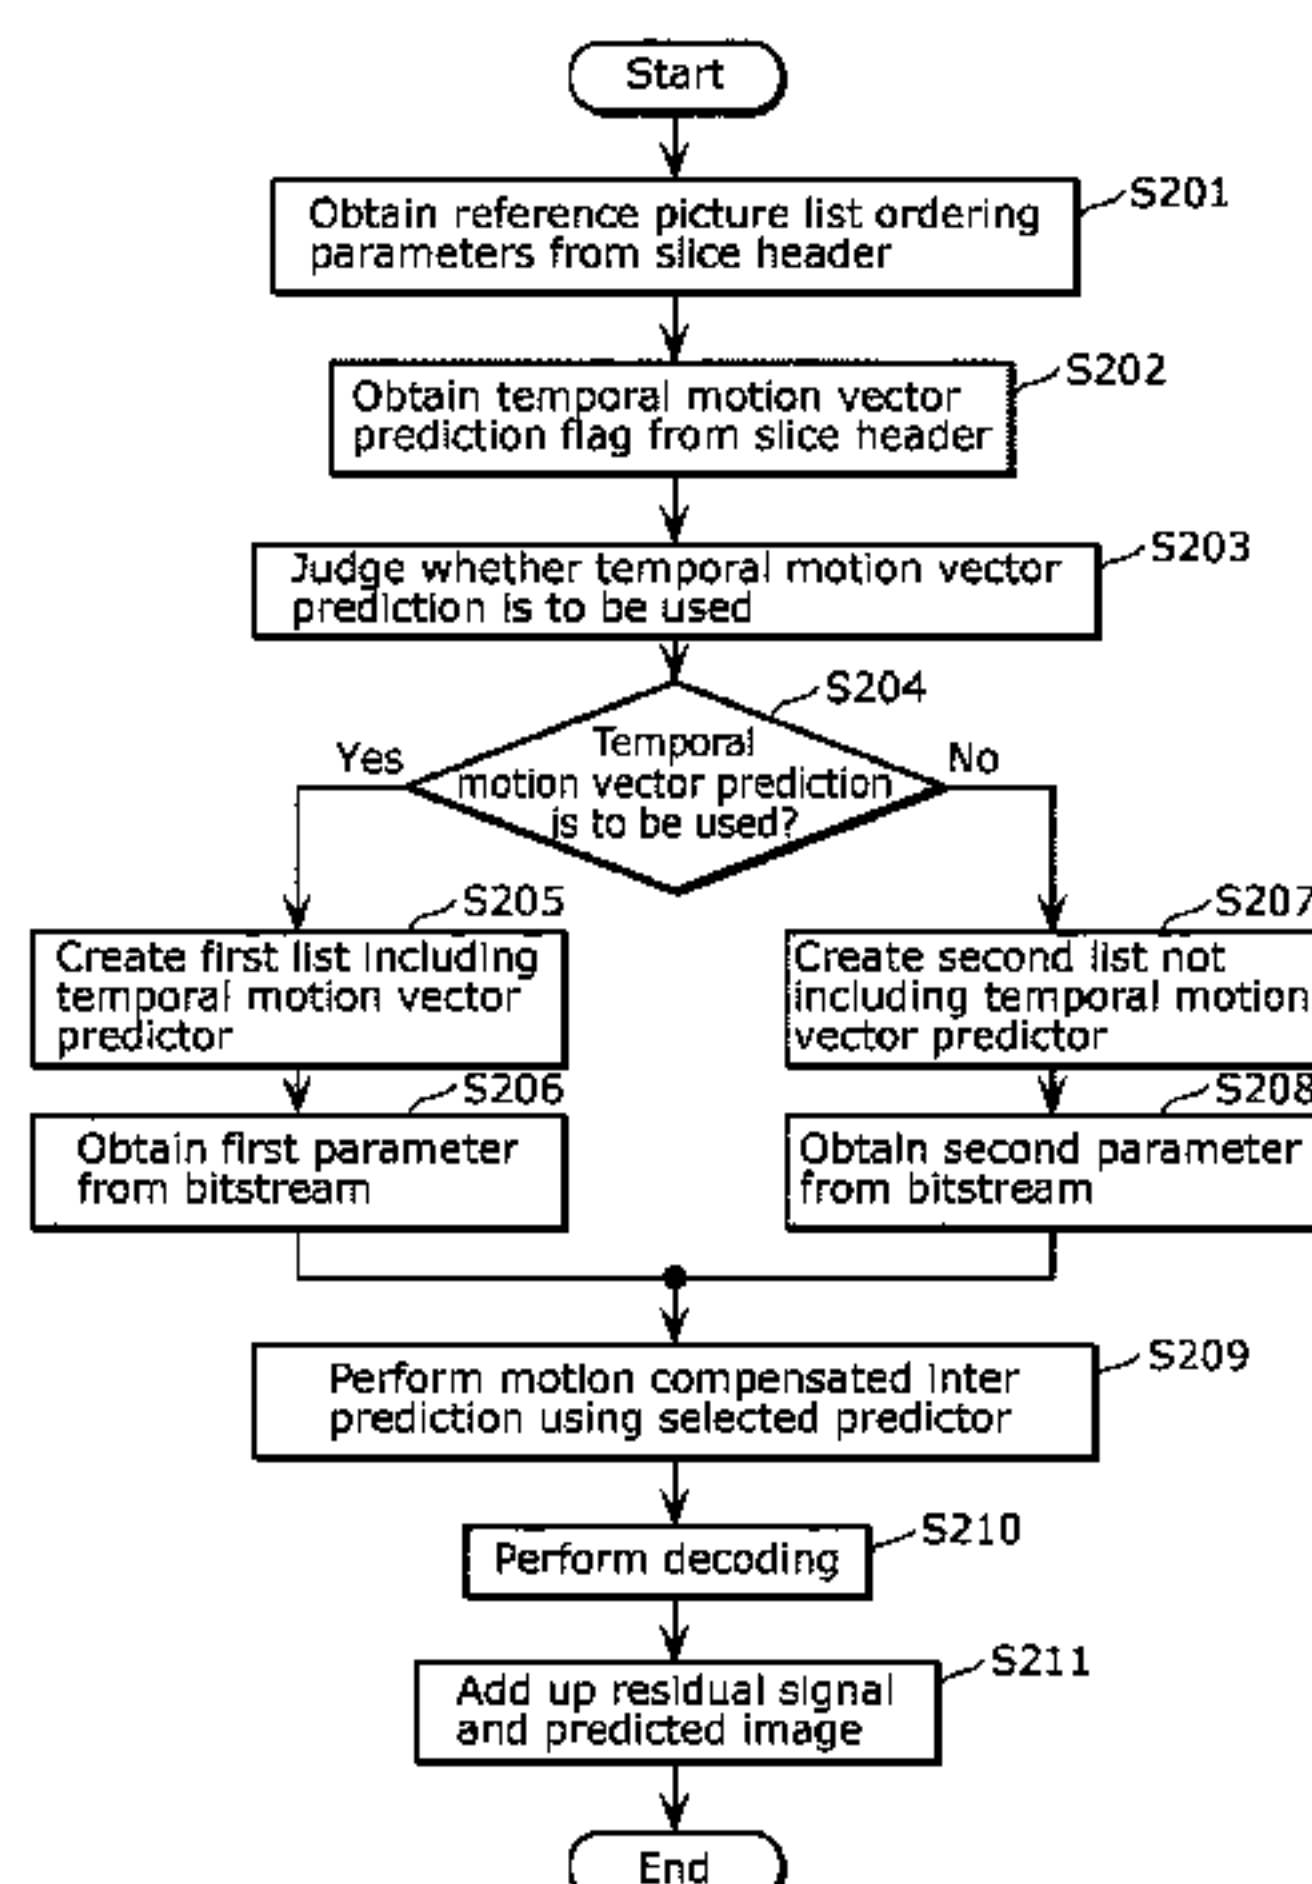 Start
S201
Obtain reference picture list ordering
parameters from slice header
S202
Obtain temporal motion vector
prediction flag from slice header
S203
Judge whether temporal motion vector
prediction is to be used
S204
Yes
No
Temporal
motion vector prediction
is to be used?
S205
Create first list including
temporal motion vector
predictor
S207
Create second list not
including temporal motion
vector predictor
S206
Obtain first parameter
from bitstream
S208
Obtain second parameter
from bitstream
S209
Perform motion compensated inter
prediction using selected predictor
S210
Perform decoding
S211
Add up residual signal
and predicted image
End